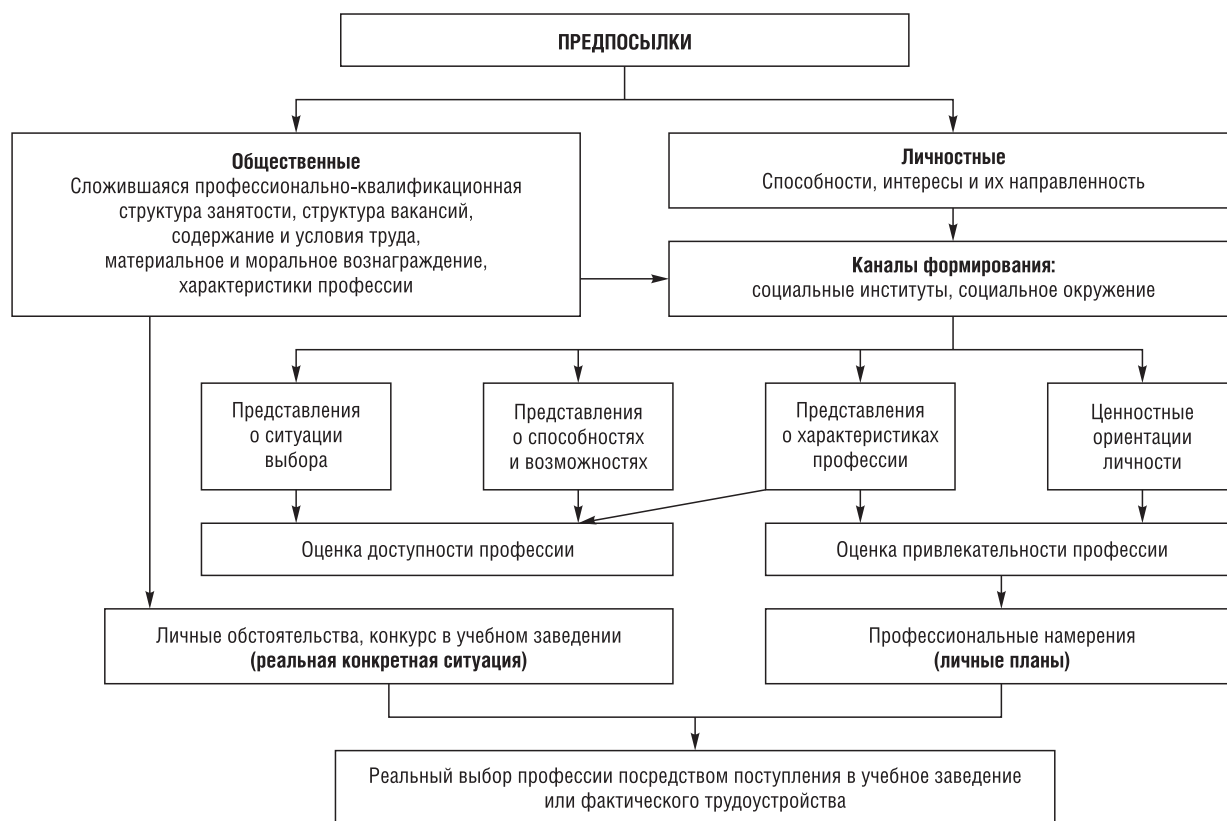 ПРЕДПОСЫЛКИ
Общественные
Сложившаяся профессионально-квалификационная
структура занятости, структура вакансий,
содержание и условия труда,
материальное и моральное вознаграждение,
характеристики профессии
Личностные
Способности, интересы и их направленность
Каналы формирования:
социальные институты, социальное окружение
Представления
о ситуации
выбора
Представления
о способностях
и возможностях
Представления
о характеристиках
профессии
Ценностные
ориентации
личности
Оценка доступности профессии
Оценка привлекательности профессии
Личные обстоятельства, конкурс в учебном заведении
(реальная конкретная ситуация)
Профессиональные намерения
(личные планы)
Реальный выбор профессии посредством поступления в учебное заведение
или фактического трудоустройства